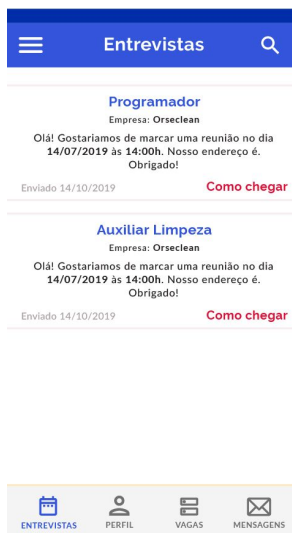 Entrevistas
Programador
Empresa: Orseclean
Olá! Gostariamos de marcar uma reunião no dia
14/07/2019 às 14:00h. Nosso endereço é.
Obrigado!
Enviado 14/10/2019 Como chegar
Auxiliar Limpeza
Empresa: Orseclean
Olá! Gostariamos de marcar uma reunião no dia
14/07/2019 às 14:00h. Nosso endereço é.
Obrigado!
Enviado 14/10/2019 Como chegar
ENTREVISTAS PERFIL VAGAS MENSAGENS